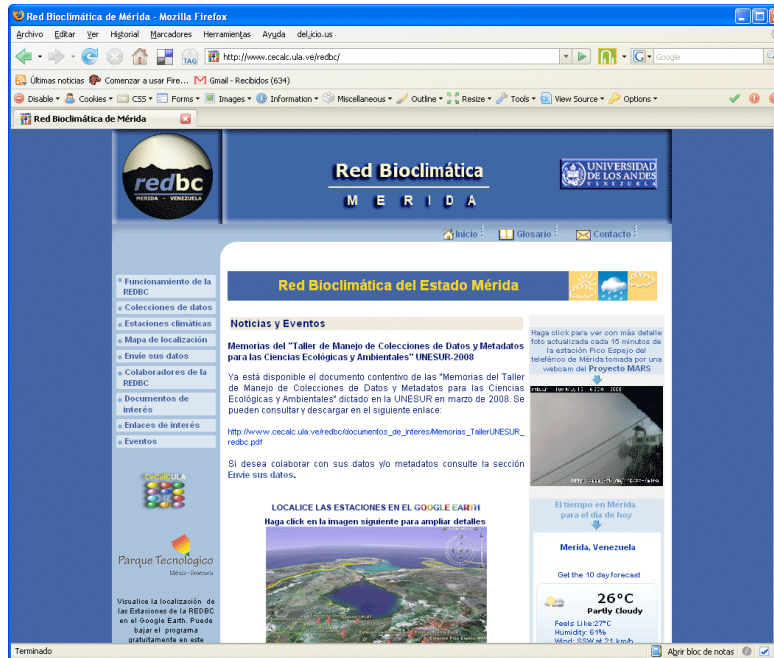 Red Bioclimática de Mérida - Mozilla Firefox
Archivo Editar Ver Historial Marcadores Herramientas Ayuda del.icio.us
TAG http://www.cecalc.ula.ve/redbc/ Google
Últimas noticias Comenzar a usar Fire... Gmail - Recibidos (634)
Disable Cookies CSS Forms Images Information Miscellaneous Outline Resize Tools View Source Options
Red Bioclimática de Mérida
redbc
MERIDA - VENEZUELA
Red Bioclimática
MERIDA
UNIVERSIDAD
DE LOS ANDES
VENEZUELA
Inicio Glosario Contacto
Funcionamiento de la
REDBC
Colecciones de datos
Estaciones climáticas
Mapa de localización
Envíe sus datos
Colaboradores de la
REDBC
Documentos de
interés
Enlaces de interés
Eventos
CeCalcULA
Parque Tecnológico
Mérida - Venezuela
Visualice la localización de
las Estaciones de la REDBC
en el Google Earth. Puede
bajar el programa
gratuitamente en este
Red Bioclimática del Estado Mérida
Noticias y Eventos
Memorias del "Taller de Manejo de Colecciones de Datos y Metadatos
para las Ciencias Ecológicas y Ambientales" UNESUR-2008
Ya está disponible el documento contentivo de las "Memorias del Taller
de Manejo de Colecciones de Datos y Metadatos para las Ciencias
Ecológicas y Ambientales" dictado en la UNESUR en marzo de 2008. Se
pueden consultar y descargar en el siguiente enlace:
http://www.cecalc.ula.ve/redbc/documentos_de_interes/Memorias_TallerUNESUR_
redbc.pdf
Si desea colaborar con sus datos y/o metadatos consulte la sección
Envíe sus datos.
LOCALICE LAS ESTACIONES EN EL GOOGLE EARTH
Haga click en la imagen siguiente para ampliar detalles
Haga click para ver con más detalle
foto actualizada cada 15 minutos de
la estación Pico Espejo del
teleférico de Mérida tomada por una
webcam del Proyecto MARS
El tiempo en Mérida
para el día de hoy
Merida, Venezuela
Get the 10 day forecast
26°C
Partly Cloudy
Feels Like:27°C
Humidity: 61%
Wind: SSW at 21 km/h
Terminado
Abrir bloc de notas